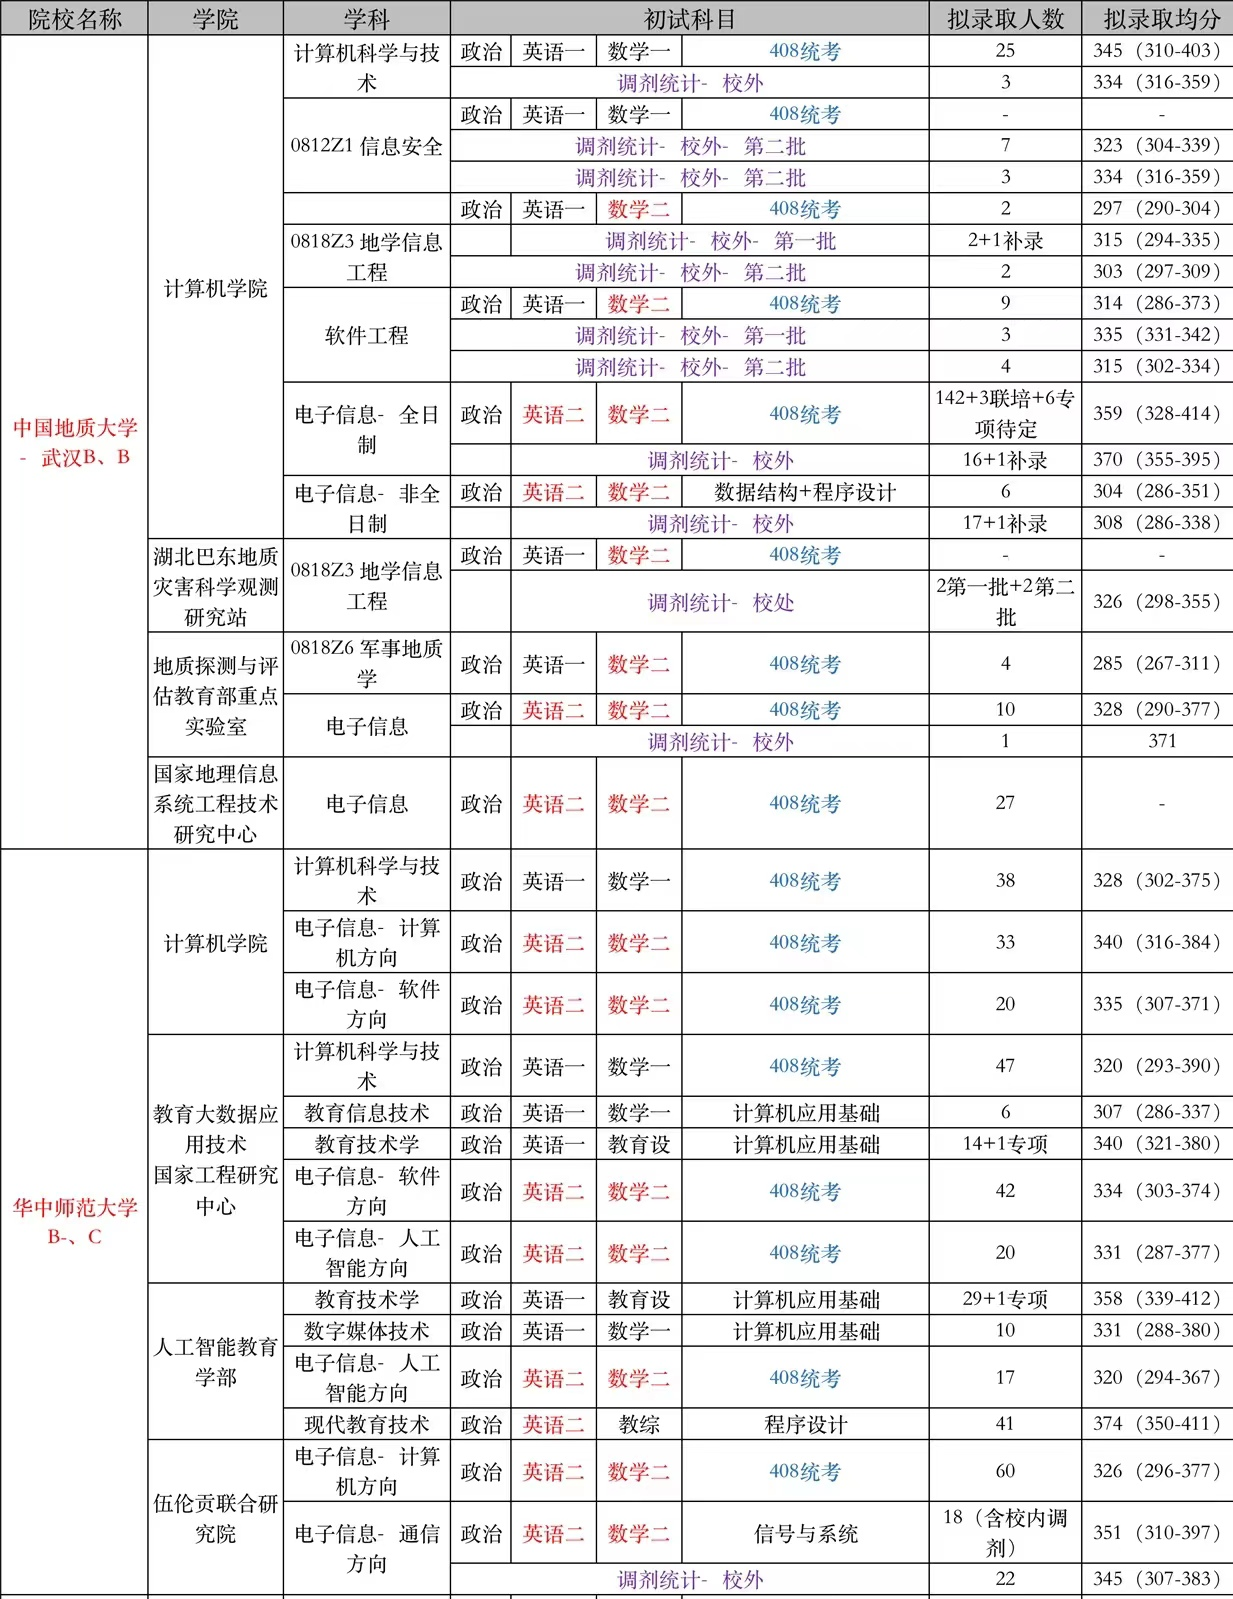 院校名称 学院 学科 初试科目 拟录取人数 拟录取均分
中国地质大学
- 武汉B、B
计算机学院
计算机科学与技
术
政治 英语一 数学一 408统考 25 345（310-403）
调剂统计- 校外 3 334（316-359）
0812Z1 信息安全
政治 英语一 数学一 408统考 - -
调剂统计- 校外- 第二批 7 323（304-339）
调剂统计- 校外- 第二批 3 334（316-359）
政治 英语一 数学二 408统考 2 297（290-304）
0818Z3 地学信息
工程
调剂统计- 校外- 第一批 2+1补录 315（294-335）
调剂统计- 校外- 第二批 2 303（297-309）
软件工程
政治 英语一 数学二 408统考 9 314（286-373）
调剂统计- 校外- 第一批 3 335（331-342）
调剂统计- 校外- 第二批 4 315（302-334）
电子信息- 全日
制
政治 英语二 数学二 408统考
142+3联培+6专
项待定
359（328-414）
调剂统计- 校外 16+1补录 370（355-395）
电子信息- 非全
日制
政治 英语二 数学二 数据结构+程序设计 6 304（286-351）
调剂统计- 校外 17+1补录 308（286-338）
湖北巴东地质
灾害科学观测
研究站
0818Z3 地学信息
工程
政治 英语一 数学二 408统考 - -
调剂统计- 校处
2第一批+2第二
批
326（298-355）
地质探测与评
估教育部重点
实验室
0818Z6 军事地质
学
政治 英语一 数学二 408统考 4 285（267-311）
电子信息
政治 英语二 数学二 408统考 10 328（290-377）
调剂统计- 校外 1 371
国家地理信息
系统工程技术
研究中心
电子信息 政治 英语二 数学二 408统考 27 -
华中师范大学
B-、C
计算机学院
计算机科学与技
术
政治 英语一 数学一 408统考 38 328（302-375）
电子信息- 计算
机方向
政治 英语二 数学二 408统考 33 340（316-384）
电子信息- 软件
方向
政治 英语二 数学二 408统考 20 335（307-371）
教育大数据应
用技术
国家工程研究
中心
计算机科学与技
术
政治 英语一 数学一 408统考 47 320（293-390）
教育信息技术 政治 英语一 数学一 计算机应用基础 6 307（286-337）
教育技术学 政治 英语一 教育设 计算机应用基础 14+1专项 340（321-380）
电子信息- 软件
方向
政治 英语二 数学二 408统考 42 334（303-374）
电子信息- 人工
智能方向
政治 英语二 数学二 408统考 20 331（287-377）
人工智能教育
学部
教育技术学 政治 英语一 教育设 计算机应用基础 29+1专项 358（339-412）
数字媒体技术 政治 英语一 数学一 计算机应用基础 10 331（288-380）
电子信息- 人工
智能方向
政治 英语二 数学二 408统考 17 320（294-367）
现代教育技术 政治 英语二 教综 程序设计 41 374（350-411）
伍伦贡联合研
究院
电子信息- 计算
机方向
政治 英语二 数学二 408统考 60 326（296-377）
电子信息- 通信
方向
政治 英语二 数学二 信号与系统
18（含校内调
剂）
351（310-397）
调剂统计- 校外 22 345（307-383）